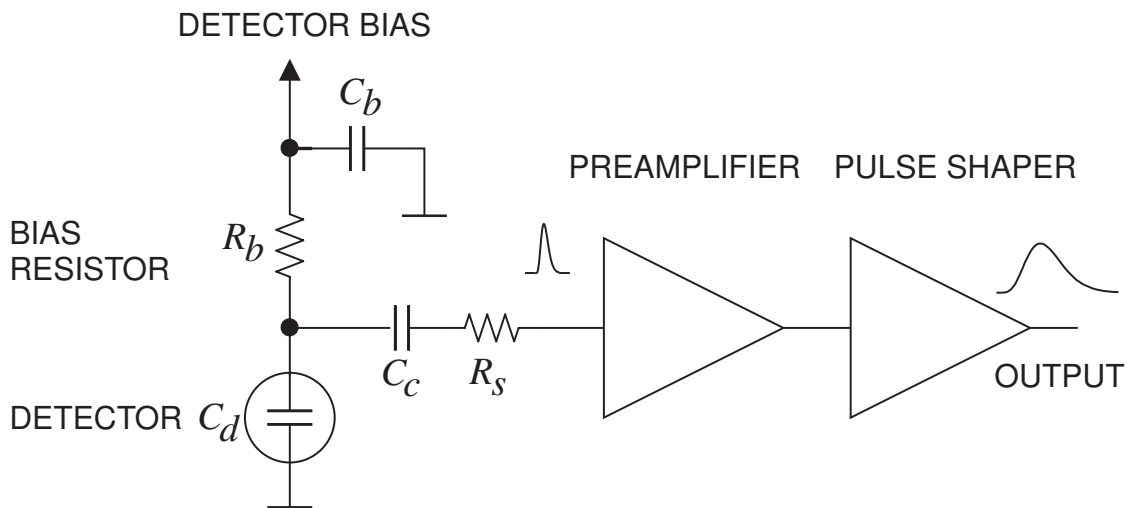 DETECTOR BIAS
C_b
PREAMPLIFIER
PULSE SHAPER
BIAS
RESISTOR
R_b
C_c
R_s
OUTPUT
DETECTOR
C_d